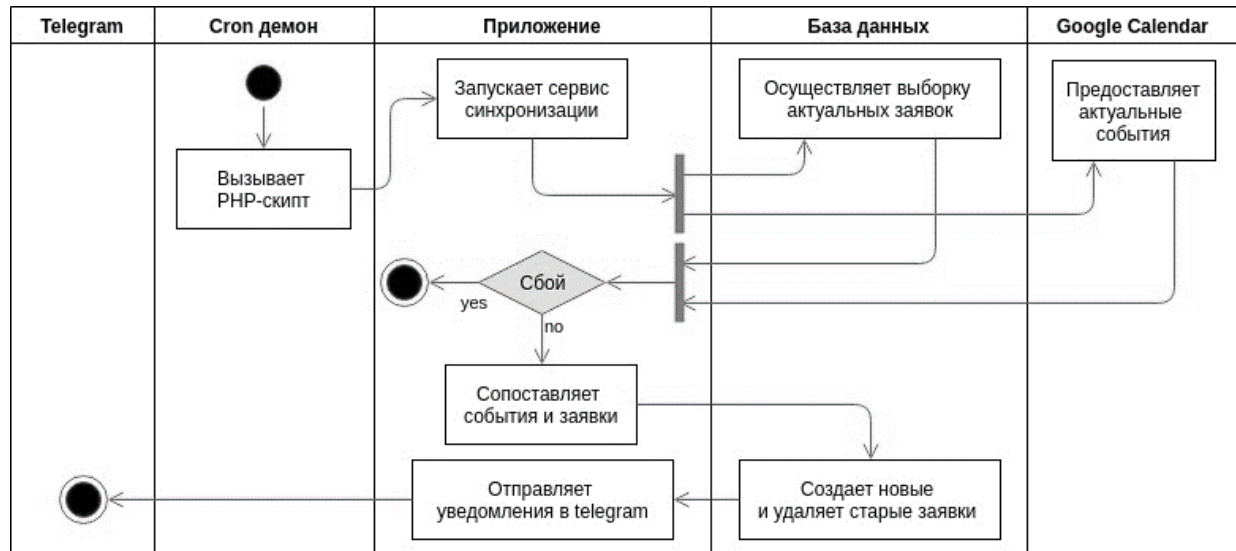 Telegram
Cron демон
Приложение
База данных
Google Calendar
Запускает сервис
синхронизации
Осуществляет выборку
актуальных заявок
Предоставляет
актуальные
события
Вызывает
PHP-скипт
Сбой
yes
no
Сопоставляет
события и заявки
Отправляет
уведомления в telegram
Создает новые
и удаляет старые заявки